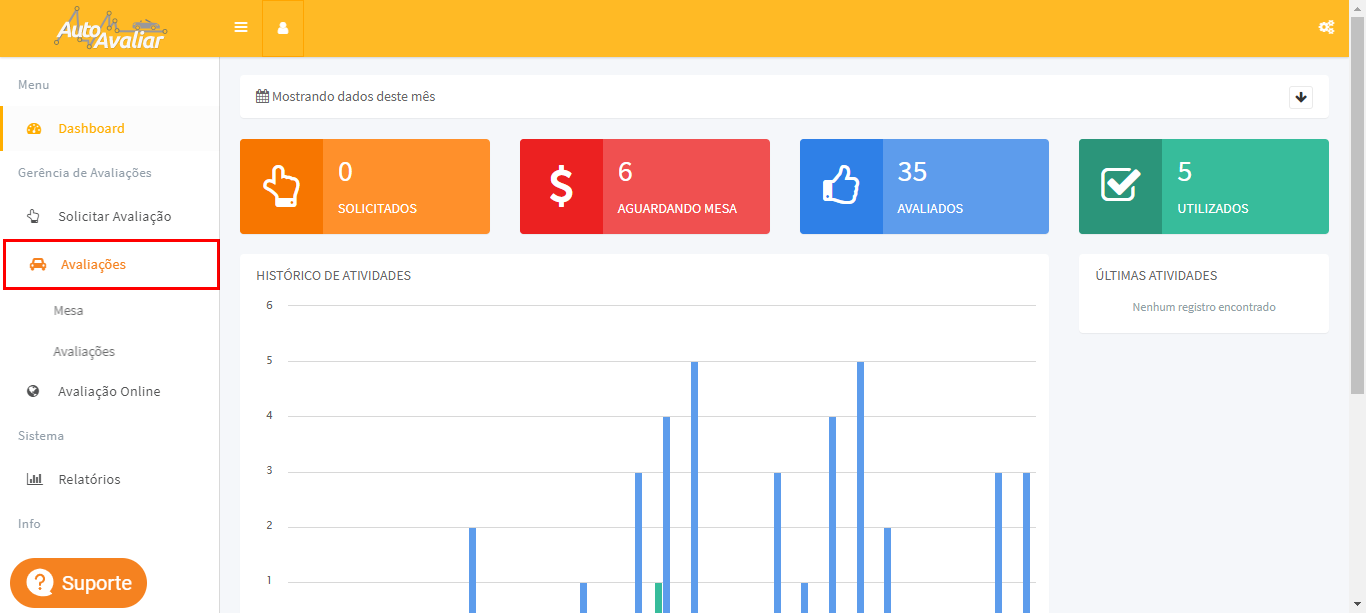 Auto
Avaliar
Menu
Dashboard
Gerência de Avaliações
Solicitar Avaliação
Avaliações
Mesa
Avaliações
Avaliação Online
Sistema
Relatórios
Info
Suporte
Mostrando dados deste mês
0
SOLICITADOS
6
AGUARDANDO MESA
35
AVALIADOS
5
UTILIZADOS
HISTÓRICO DE ATIVIDADES
6
5
4
3
2
1
ÚLTIMAS ATIVIDADES
Nenhum registro encontrado